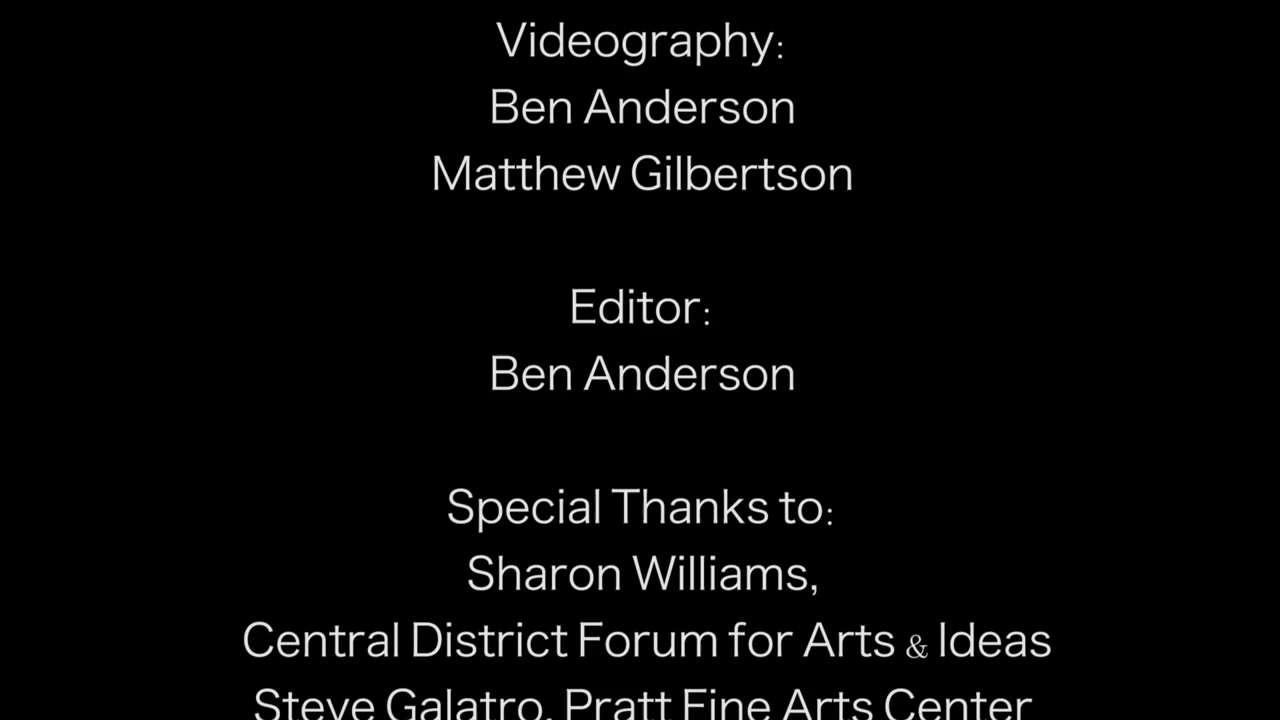 Videography:
Ben Anderson
Matthew Gilbertson
Editor:
Ben Anderson
Special Thanks to:
Sharon Williams,
Central District Forum for Arts & Ideas
Steve Galatro, Pratt Fine Arts Center